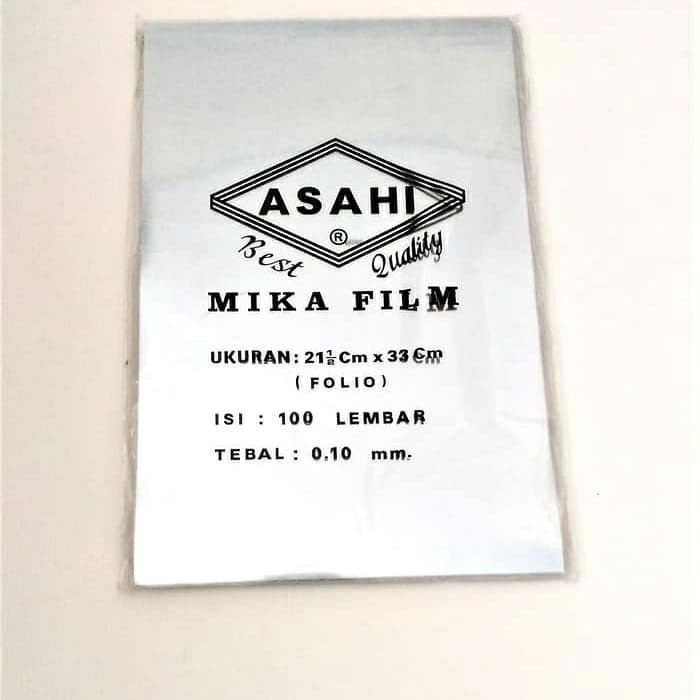 ASAHI
®
Best Quality
MIKA FILM
UKURAN: 21½ Cm x 33 Cm
( FOLIO )
ISI : 100 LEMBAR
TEBAL : 0,10 mm.